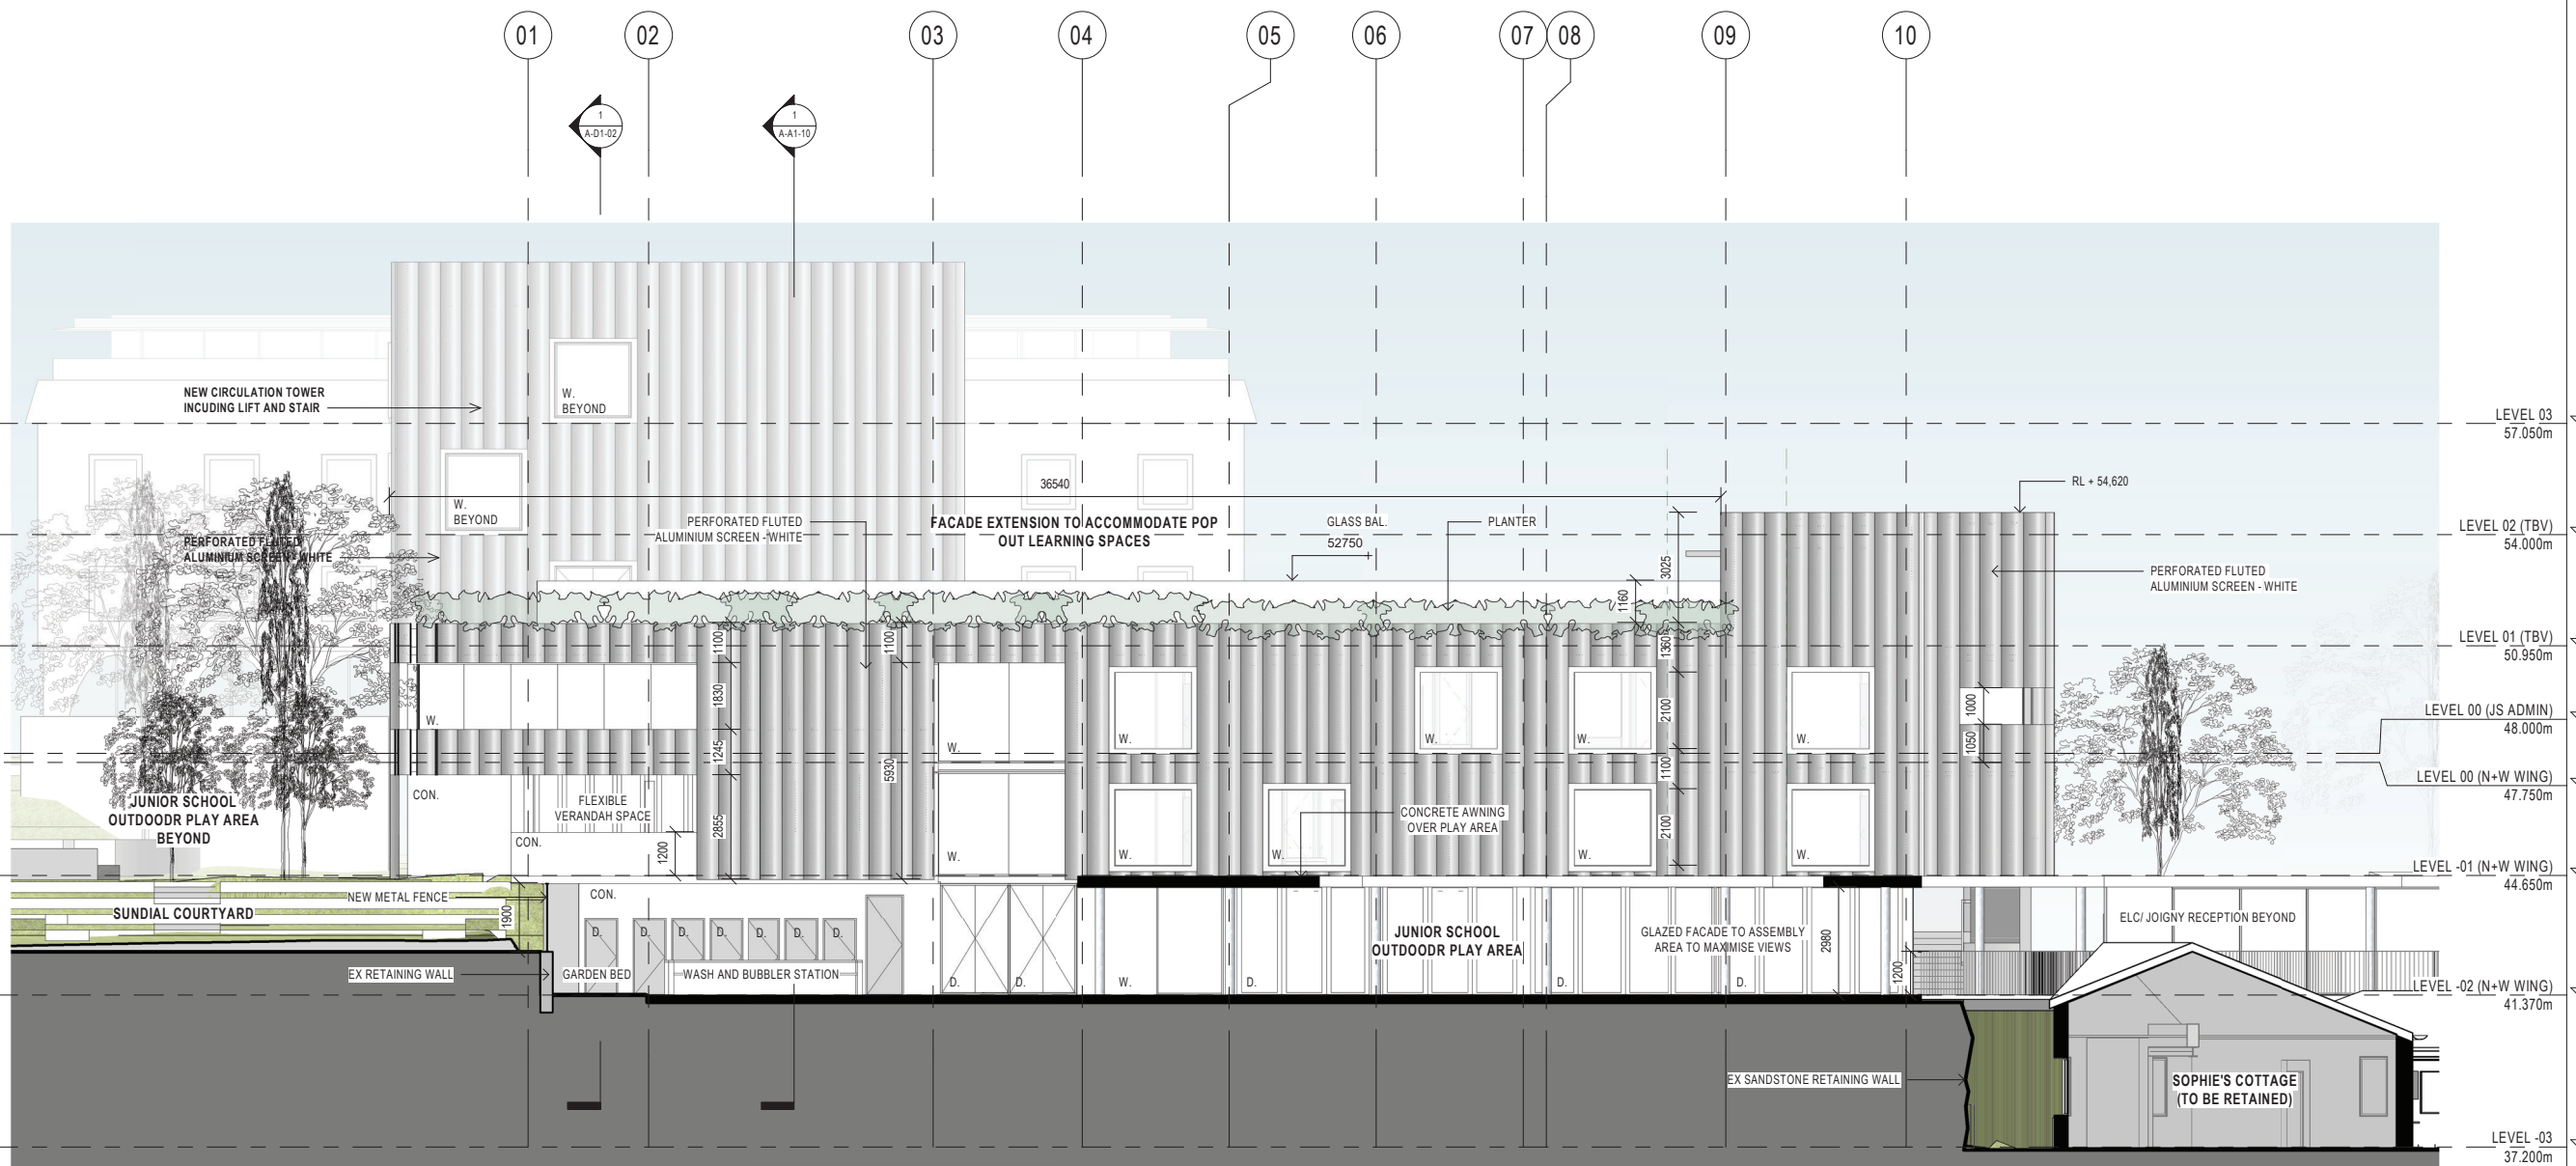 01
02
03
04
05
06
07
08
09
10
1
A-D1-02
1
A-A1-10
NEW CIRCULATION TOWER
INCUDING LIFT AND STAIR
W.
BEYOND
W.
BEYOND
PERFORATED FLUTED
ALUMINIUM SCREEN - WHITE
PERFORATED FLUTED
ALUMINIUM SCREEN - WHITE
36540
FACADE EXTENSION TO ACCOMMODATE POP
OUT LEARNING SPACES
GLASS BAL.
52750
PLANTER
RL + 54,620
PERFORATED FLUTED
ALUMINIUM SCREEN - WHITE
LEVEL 03
57.050m
LEVEL 02 (TBV)
54.000m
LEVEL 01 (TBV)
50.950m
LEVEL 00 (JS ADMIN)
48.000m
LEVEL 00 (N+W WING)
47.750m
LEVEL -01 (N+W WING)
44.650m
LEVEL -02 (N+W WING)
41.370m
LEVEL -03
37.200m
3025
1160
1360
2100
1100
2100
1100
1830
1245
2855
1200
1100
5930
1000
1050
W.
W.
W.
W.
W.
W.
W.
W.
W.
W.
W.
CON.
CON.
FLEXIBLE
VERANDAH SPACE
CONCRETE AWNING
OVER PLAY AREA
JUNIOR SCHOOL
OUTDOODR PLAY AREA
BEYOND
NEW METAL FENCE
SUNDIAL COURTYARD
1900
CON.
D.
D.
D.
D.
D.
D.
D.
EX RETAINING WALL
GARDEN BED
WASH AND BUBBLER STATION
D.
D.
W.
D.
JUNIOR SCHOOL
OUTDOODR PLAY AREA
D.
GLAZED FACADE TO ASSEMBLY
AREA TO MAXIMISE VIEWS
D.
2980
1200
ELC/ JOIGNY RECEPTION BEYOND
EX SANDSTONE RETAINING WALL
SOPHIE'S COTTAGE
(TO BE RETAINED)